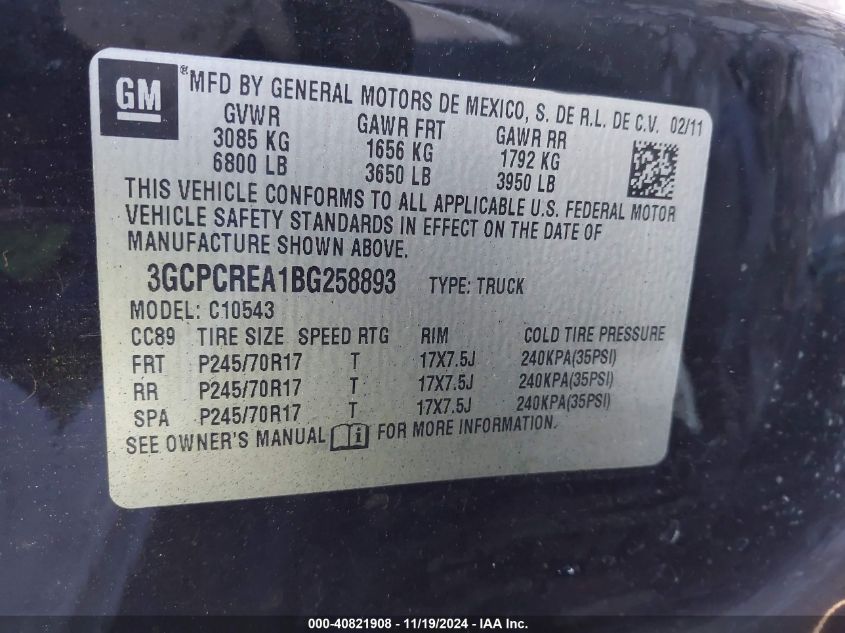 GM
®MFD BY GENERAL MOTORS DE MEXICO, S. DE R.L. DE C.V. 02/11
GVWR GAWR FRT GAWR RR
3085 KG 1656 KG 1792 KG
6800 LB 3650 LB 3950 LB
THIS VEHICLE CONFORMS TO ALL APPLICABLE U.S. FEDERAL MOTOR
VEHICLE SAFETY STANDARDS IN EFFECT ON THE DATE OF
MANUFACTURE SHOWN ABOVE.
3GCPCREA1BG258893 TYPE: TRUCK
MODEL: C10543
CC89 TIRE SIZE SPEED RTG RIM COLD TIRE PRESSURE
FRT P245/70R17 T 17X7.5J 240KPA(35PSI)
RR P245/70R17 T 17X7.5J 240KPA(35PSI)
SPA P245/70R17 T 17X7.5J 240KPA(35PSI)
SEE OWNER'S MANUAL i FOR MORE INFORMATION.
000-40821908 - 11/19/2024 - IAA Inc.